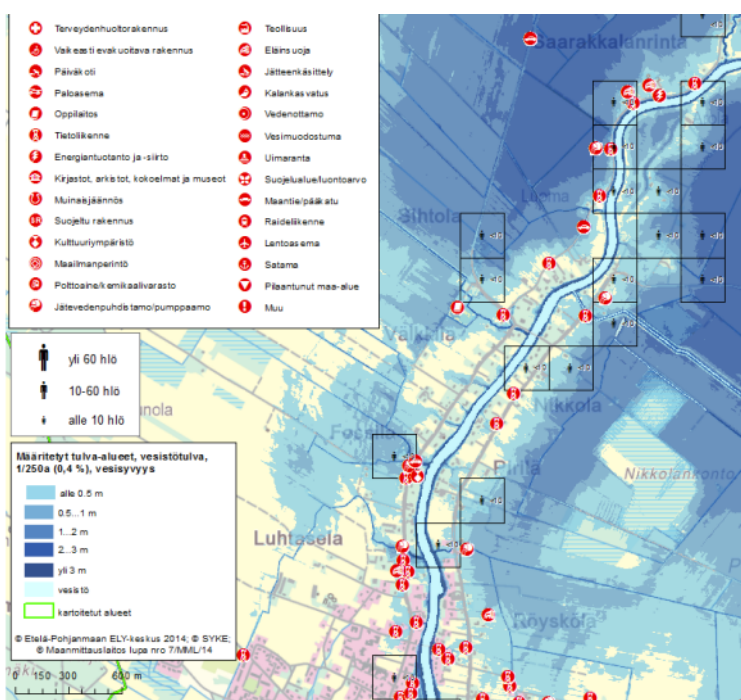 Terveydenhuoltorakennus
Vaikeasti evakuoitava rakennus
Päiväkoti
Paloasema
Oppilaitos
Tietoliikenne
Energiantuotanto ja -siirto
Kirjastot, arkistot, kokoelmat ja museot
Muinaisjäännös
SR Suojeltu rakennus
Kulttuuriympäristö
Maailmanperintö
Polttoaine/kemikaalivarasto
Jätevedenpuhdistamo/pumppaamo
Teollisuus
Eläinsuoja
Jätteenkäsittely
Kalankasvatus
Vedenottamo
Vesimuodostuma
Uimaranta
Suojelualue/luontoarvo
Maantie/pääkatu
Raideliikenne
Lentoasema
Satama
Pilaantunut maa-alue
Muu
yli 60 hlö
10-60 hlö
alle 10 hlö
Määritetyt tulva-alueet, vesistötulva,
1/250a (0,4 %), vesisyvyys
alle 0.5 m
0.5...1 m
1...2 m
2...3 m
yli 3 m
vesistö
kartoitetut alueet
© Etelä-Pohjanmaan ELY-keskus 2014; © SYKE;
© Maanmittauslaitos lupa nro 7/MML/14
0 150 300 600 m
Saarakkalanrinta
Luoma
Sihtola
Välkkilä
Nikkola
Pirilä
Nikkolankonto
Luhtasela
Röyskölä